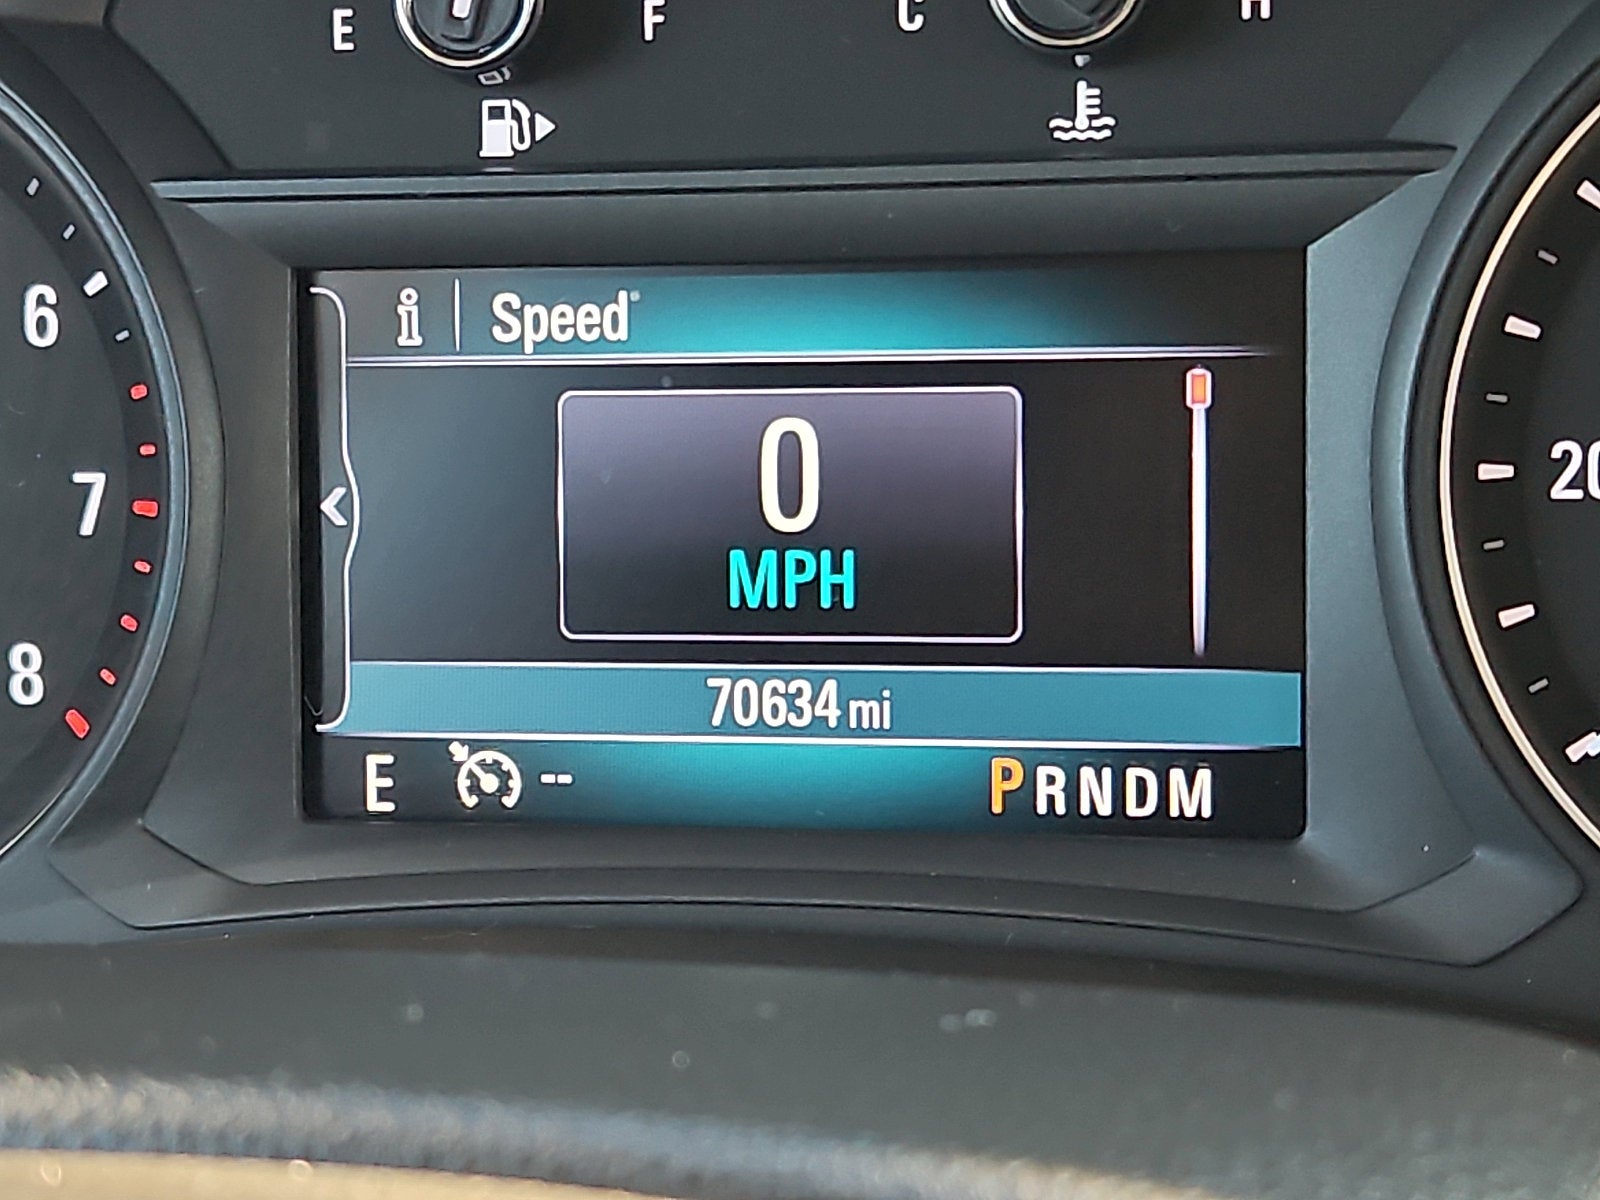 E F C H
i Speed
6
0
MPH
7
20
8
70634 mi
E -- PRNDM